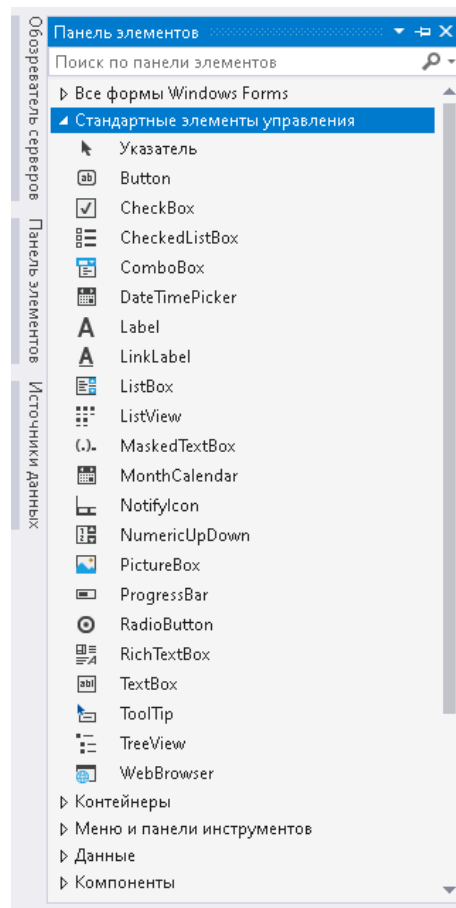 Обозреватель серверов
Панель элементов
Источники данных
Панель элементов
Поиск по панели элементов
Все формы Windows Forms
Стандартные элементы управления
Указатель
Button
CheckBox
CheckedListBox
ComboBox
DateTimePicker
Label
LinkLabel
ListBox
ListView
MaskedTextBox
MonthCalendar
NotifyIcon
NumericUpDown
PictureBox
ProgressBar
RadioButton
RichTextBox
TextBox
ToolTip
TreeView
WebBrowser
Контейнеры
Меню и панели инструментов
Данные
Компоненты